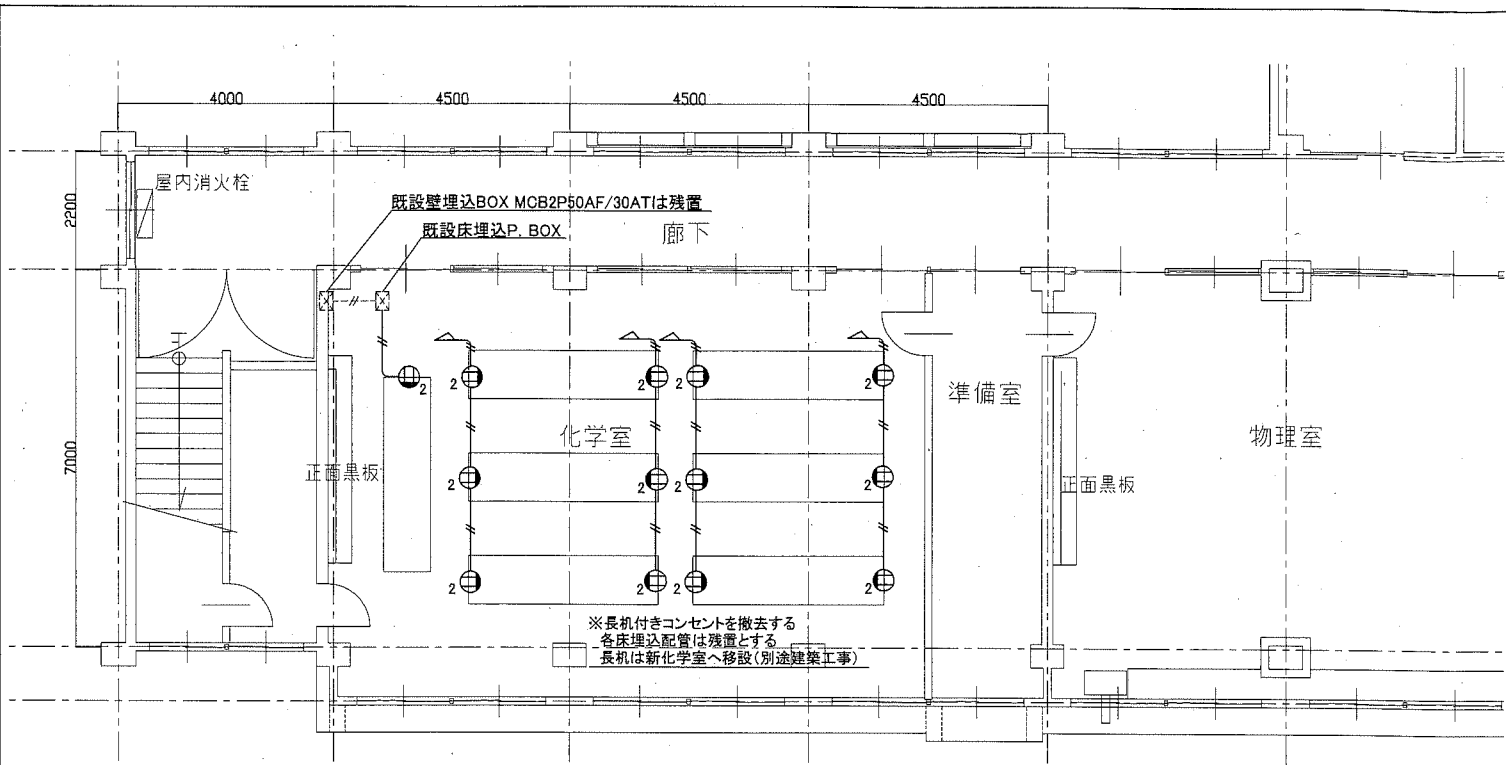 4000
4500
4500
4500
屋内消火栓
2200
既設壁埋込BOX MCB2P50AF/30ATは残置
既設床埋込P. BOX
廊下
2
2
2
2
2
準備室
化学室
物理室
7000
正面黒板
正面黒板
2
2
2
2
2
2
2
2
※長机付きコンセントを撤去する
各床埋込配管は残置とする
長机は新化学室へ移設(別途建築工事)